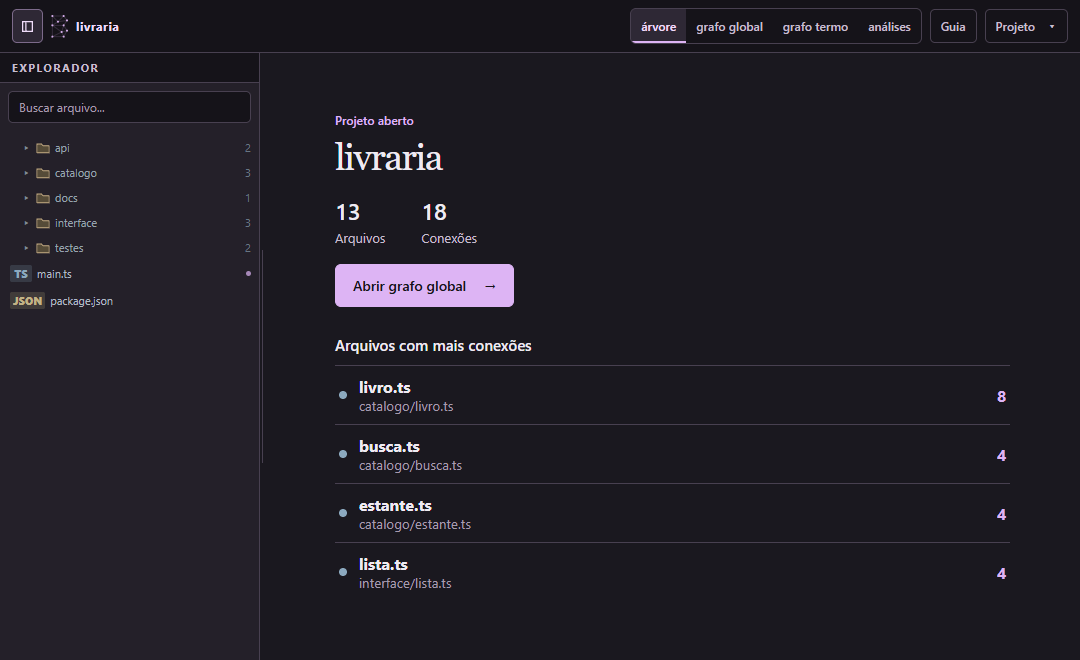 livraria
árvore
grafo global
grafo termo
análises
Guia
Projeto
EXPLORADOR
Buscar arquivo...
api 2
catalogo 3
docs 1
interface 3
testes 2
TS main.ts
JSON package.json
Projeto aberto
livraria
13 18
Arquivos Conexões
Abrir grafo global →
Arquivos com mais conexões
livro.ts
catalogo/livro.ts
8
busca.ts
catalogo/busca.ts
4
estante.ts
catalogo/estante.ts
4
lista.ts
interface/lista.ts
4